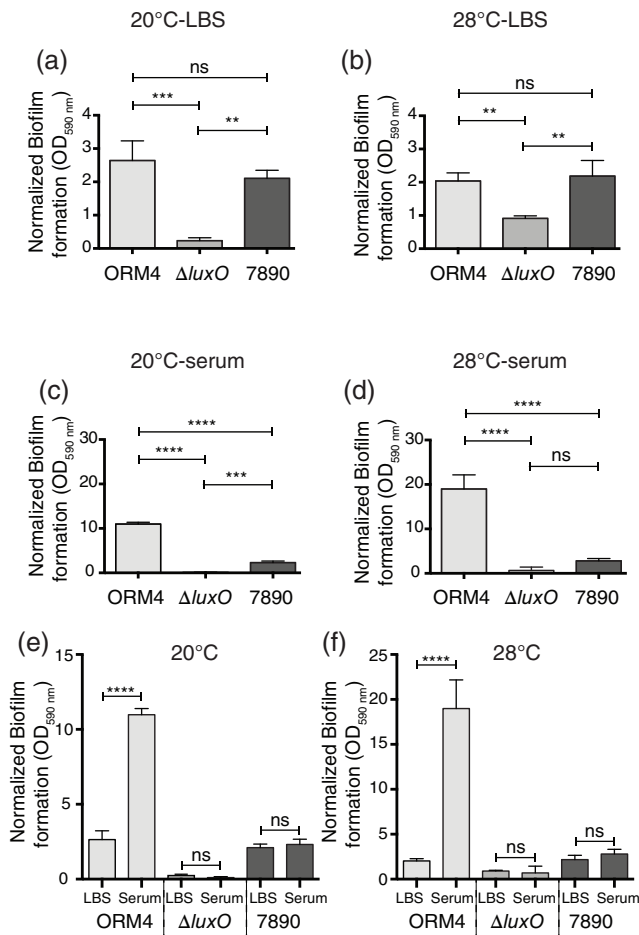 20°C-LBS
(a)
ns
***
**
Normalized Biofilm
formation (OD590 nm)
4
3
2
1
0
ORM4 ΔluxO 7890
28°C-LBS
(b)
ns
**
**
Normalized Biofilm
formation (OD590 nm)
4
3
2
1
0
ORM4 ΔluxO 7890
20°C-serum
(c)
****
****
***
Normalized Biofilm
formation (OD590 nm)
30
20
10
0
ORM4 ΔluxO 7890
28°C-serum
(d)
****
****
ns
Normalized Biofilm
formation (OD590 nm)
30
20
10
0
ORM4 ΔluxO 7890
(e)
20°C
****
ns
ns
Normalized Biofilm
formation (OD590 nm)
15
10
5
0
LBS Serum LBS Serum LBS Serum
ORM4 ΔluxO 7890
(f)
28°C
****
ns
ns
Normalized Biofilm
formation (OD590 nm)
25
20
15
10
5
0
LBS Serum LBS Serum LBS Serum
ORM4 ΔluxO 7890